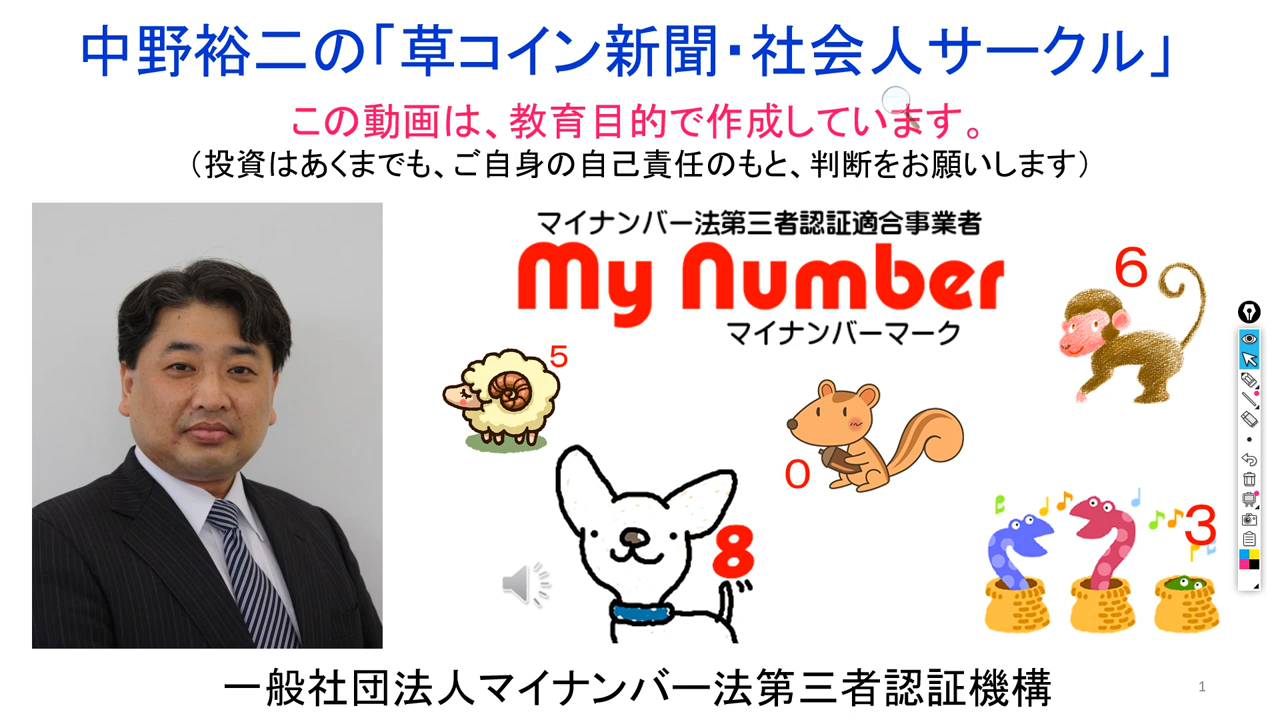 中野裕二の「草コイン新聞・社会人サークル」
この動画は、教育目的で作成しています。
（投資はあくまでも、ご自身の自己責任のもと、判断をお願いします）
マイナンバー法第三者認証適合事業者
My Number
マイナンバーマーク
6
5
0
8
3
一般社団法人マイナンバー法第三者認証機構
1